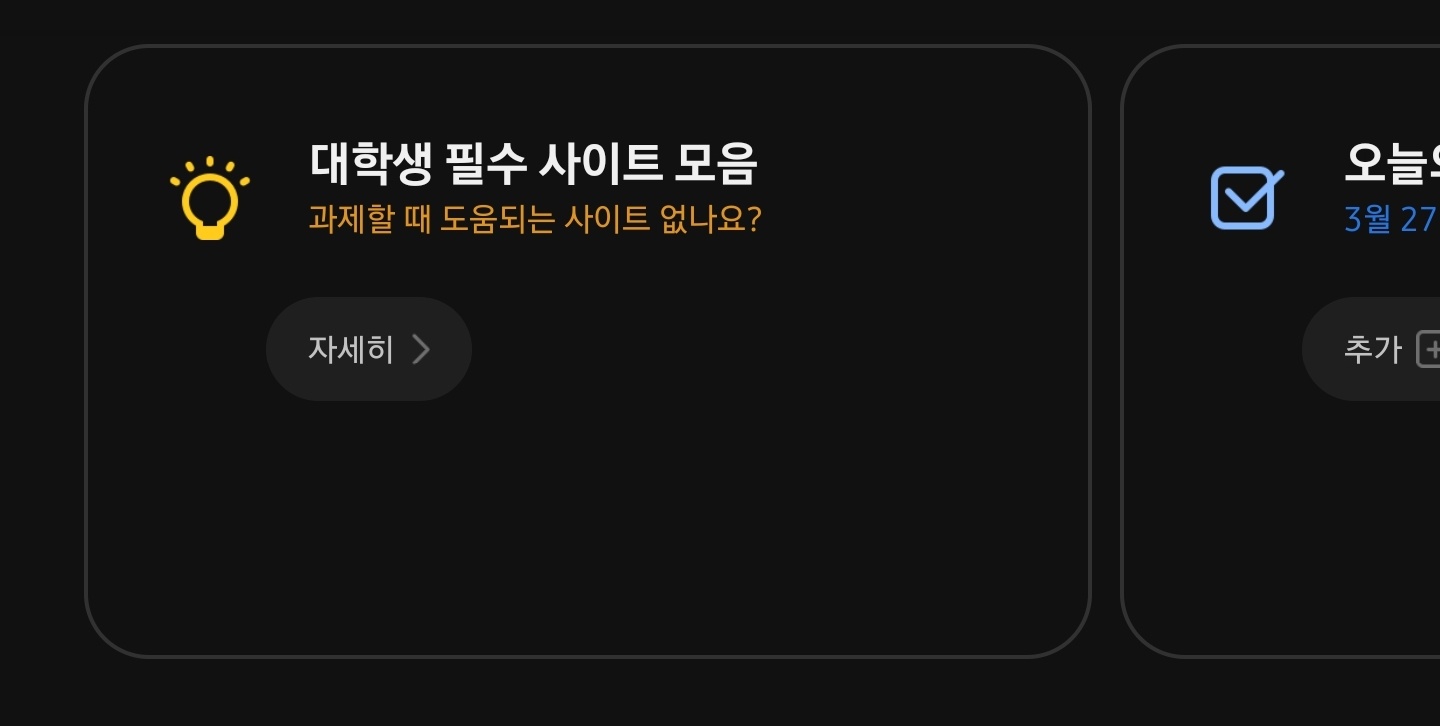 대학생 필수 사이트 모음
과제할 때 도움되는 사이트 없나요?
자세히
3월 27
추가